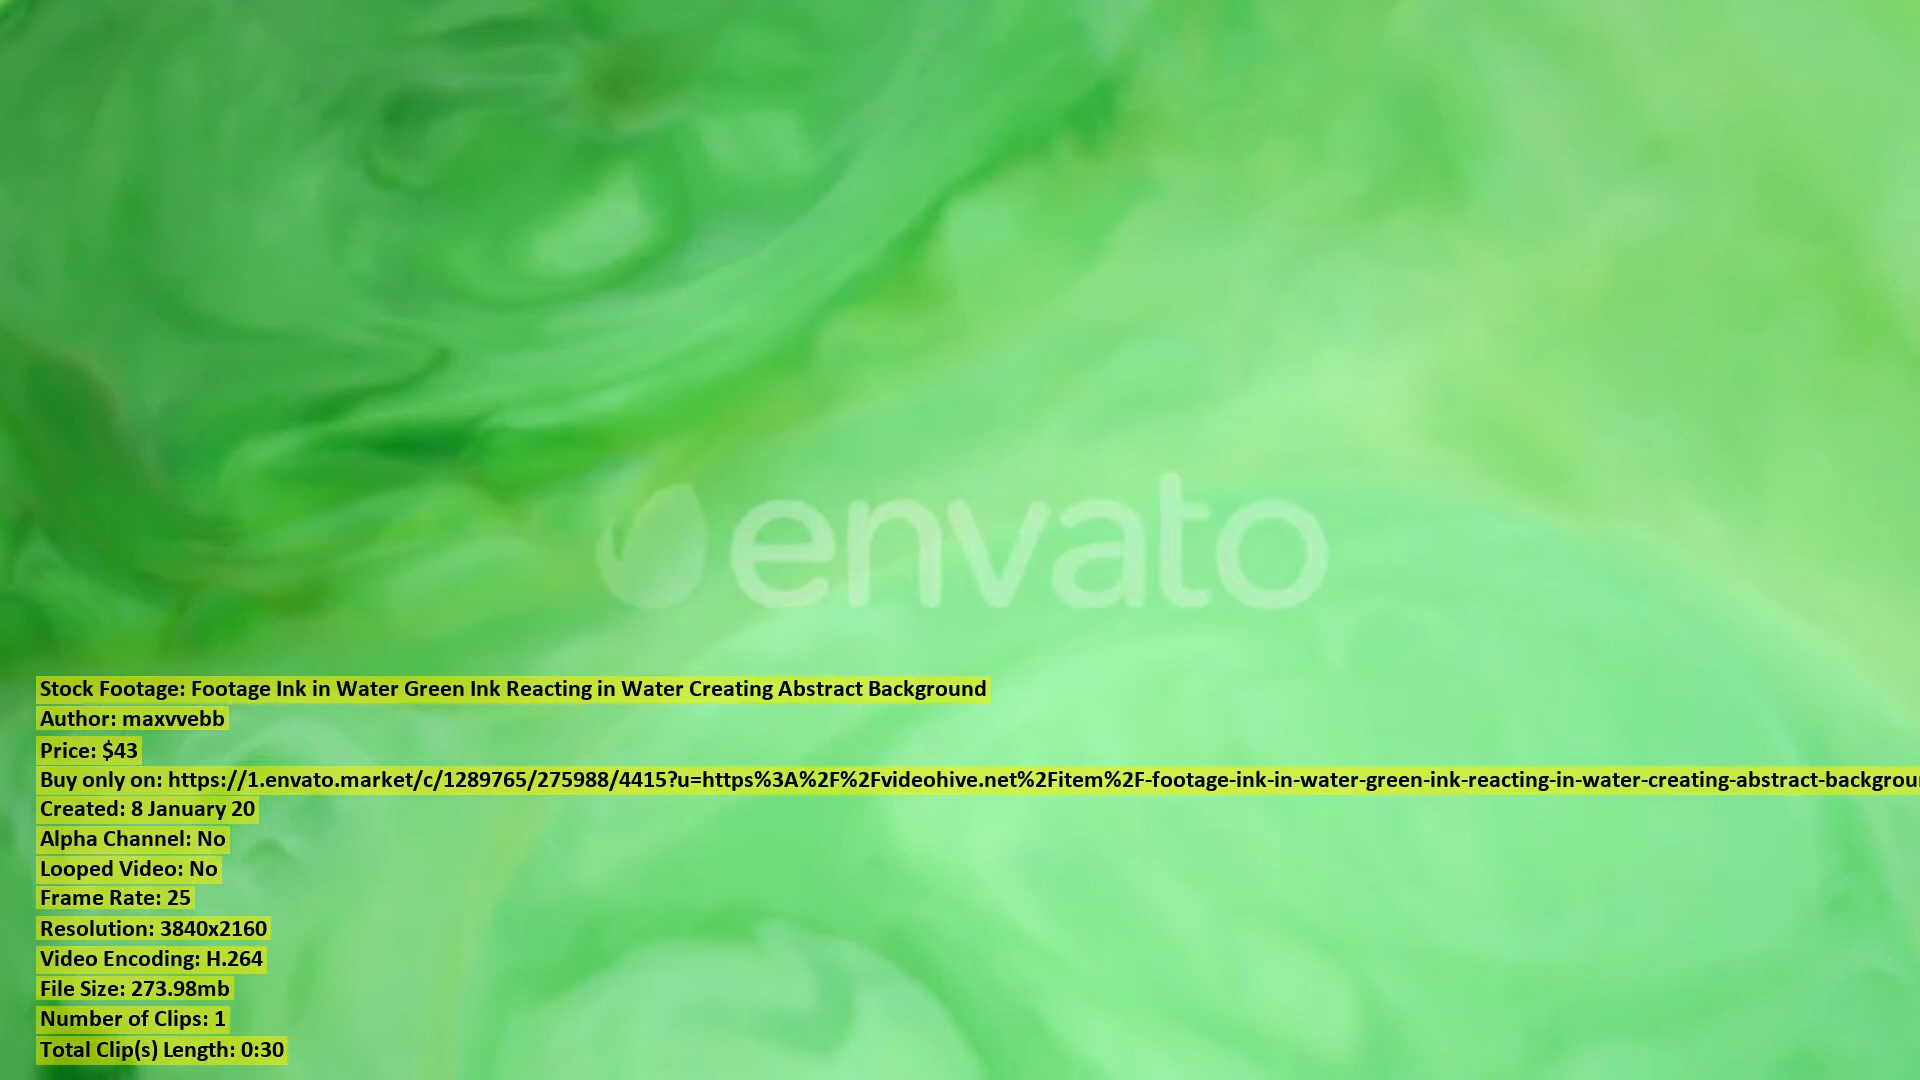 envato
Stock Footage: Footage Ink in Water Green Ink Reacting in Water Creating Abstract Background
Author: maxvvebb
Price: $43
Buy only on: https://1.envato.market/c/1289765/275988/4415?u=https%3A%2F%2Fvideohive.net%2Fitem%2F-footage-ink-in-water-green-ink-reacting-in-water-creating-abstract-backgrou
Created: 8 January 20
Alpha Channel: No
Looped Video: No
Frame Rate: 25
Resolution: 3840x2160
Video Encoding: H.264
File Size: 273.98mb
Number of Clips: 1
Total Clip(s) Length: 0:30